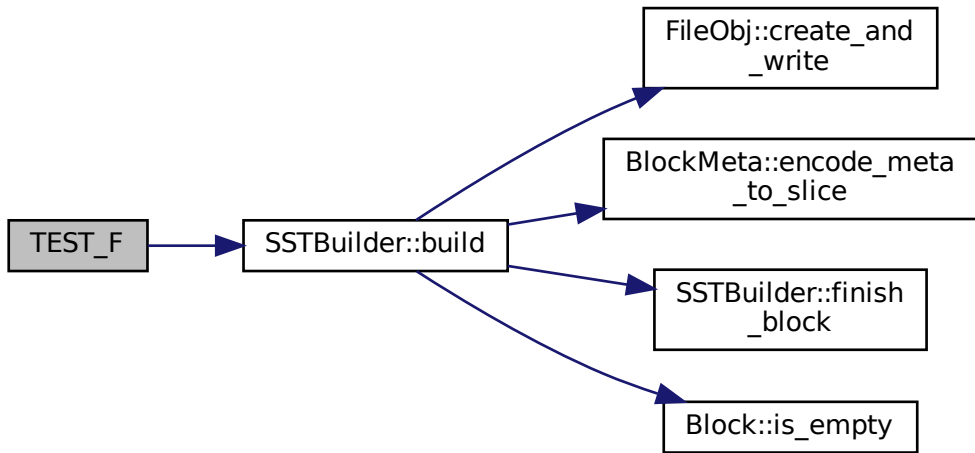 TEST_F
SSTBuilder::build
FileObj::create_and
_write
BlockMeta::encode_meta
_to_slice
SSTBuilder::finish
_block
Block::is_empty